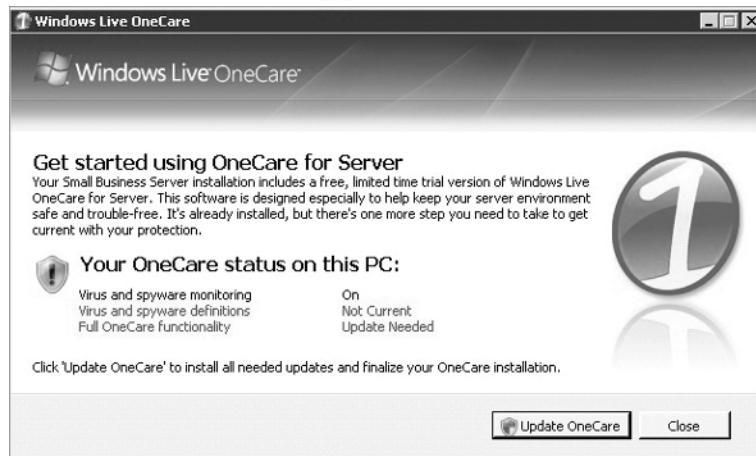 Windows Live OneCare
Windows Live OneCare
Get started using OneCare for Server
Your Small Business Server installation includes a free, limited time trial version of Windows Live
OneCare for Server. This software is designed especially to help keep your server environment
safe and trouble-free. It's already installed, but there's one more step you need to take to get
current with your protection.
Your OneCare status on this PC:
Virus and spyware monitoring On
Virus and spyware definitions Not Current
Full OneCare functionality Update Needed
Click 'Update OneCare' to install all needed updates and finalize your OneCare installation.
Update OneCare Close